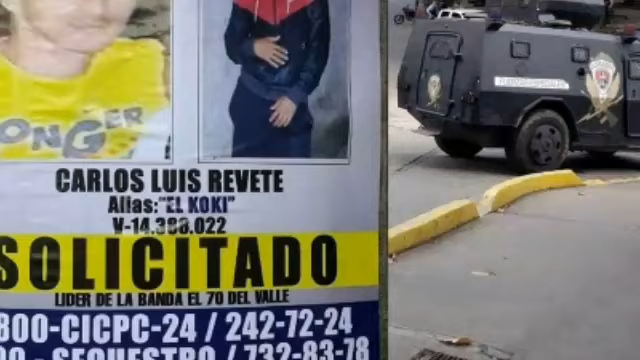 ONGER
CARLOS LUIS REVETE
Alias:"EL KOKI"
V-14.388.022
SOLICITADO
LIDER DE LA BANDA EL 70 DEL VALLE
800-CICPC-24 / 242-72-24
00 - SECUESTRO / 732-83-78